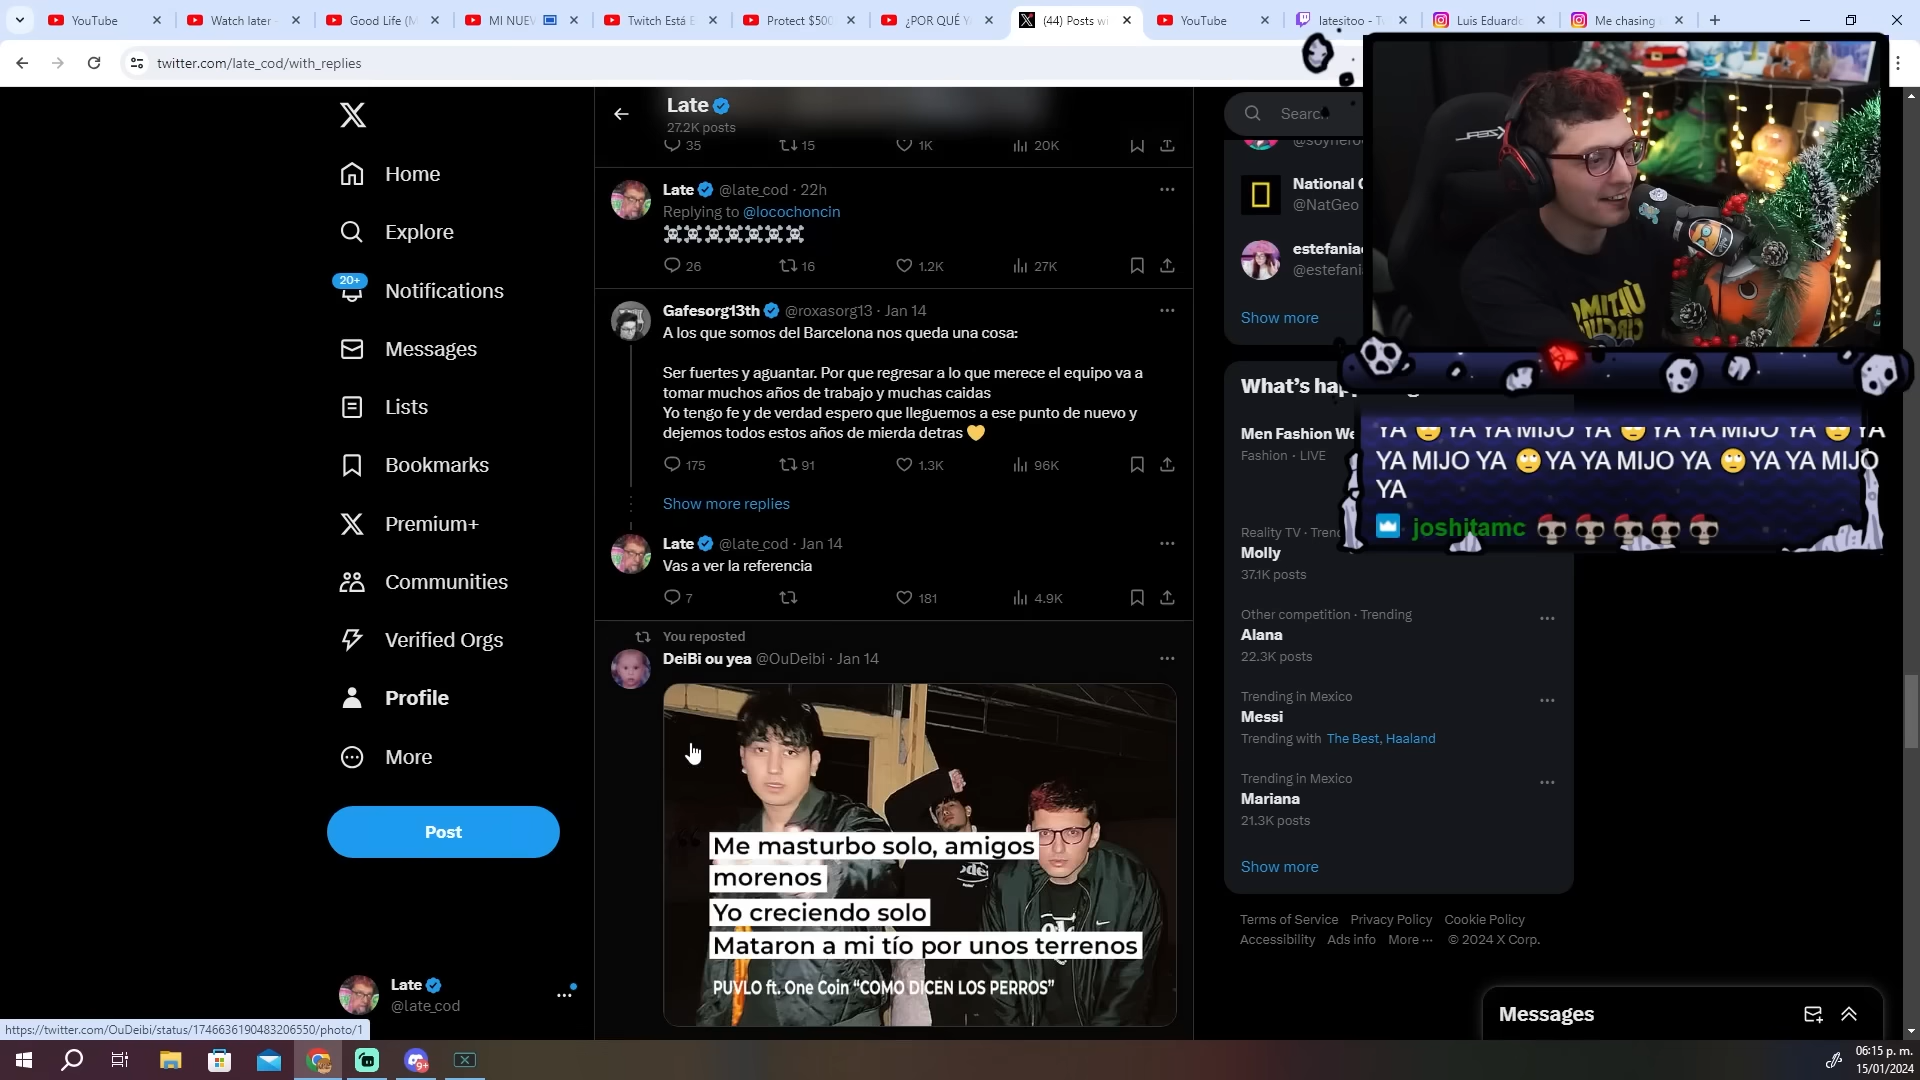 YouTube
Watch later -
Good Life (M
MI NUEV
Twitch Está E
Protect $500
¿POR QUÉ Y
(44) Posts wi
YouTube
latesitoo - Tw
Luis Eduardo
Me chasing
twitter.com/late_cod/with_replies
Home
Explore
20+
Notifications
Messages
Lists
Bookmarks
Premium+
Communities
Verified Orgs
Profile
More
Post
Late
@late_cod
https://twitter.com/OuDeibi/status/1746636190483206550/photo/1
Late
27.2K posts
35 15 1K 20K
Late @late_cod · 22h
Replying to @locochoncin
☠☠☠☠☠☠☠
26 16 1.2K 27K
Gafesorg13th @roxasorg13 · Jan 14
A los que somos del Barcelona nos queda una cosa:
Ser fuertes y aguantar. Por que regresar a lo que merece el equipo va a
tomar muchos años de trabajo y muchas caidas
Yo tengo fe y de verdad espero que lleguemos a ese punto de nuevo y
dejemos todos estos años de mierda detras 💛
175 91 1.3K 96K
Show more replies
Late @late_cod · Jan 14
Vas a ver la referencia
7 181 4.9K
You reposted
DeiBi ou yea @OuDeibi · Jan 14
Me masturbo solo, amigos
morenos
Yo creciendo solo
Mataron a mi tío por unos terrenos
PUVLO ft. One Coin “COMO DICEN LOS PERROS”
Searc
National G
@NatGeo
estefania
@estefani
Show more
What’s hap
Men Fashion We
Fashion · LIVE
Reality TV · Trend
Molly
37.1K posts
Other competition · Trending
Alana
22.3K posts
Trending in Mexico
Messi
Trending with The Best, Haaland
Trending in Mexico
Mariana
21.3K posts
Show more
Terms of Service Privacy Policy Cookie Policy
Accessibility Ads info More ··· © 2024 X Corp.
Messages
ÚLTIMO
CIRCULO
YA 🙄 YA YA MIJO YA 🙄 YA YA MIJO YA 🙄 YA
YA MIJO YA 🙄 YA YA MIJO YA 🙄 YA YA MIJO
YA
joshitamc
9+
06:15 p. m.
15/01/2024